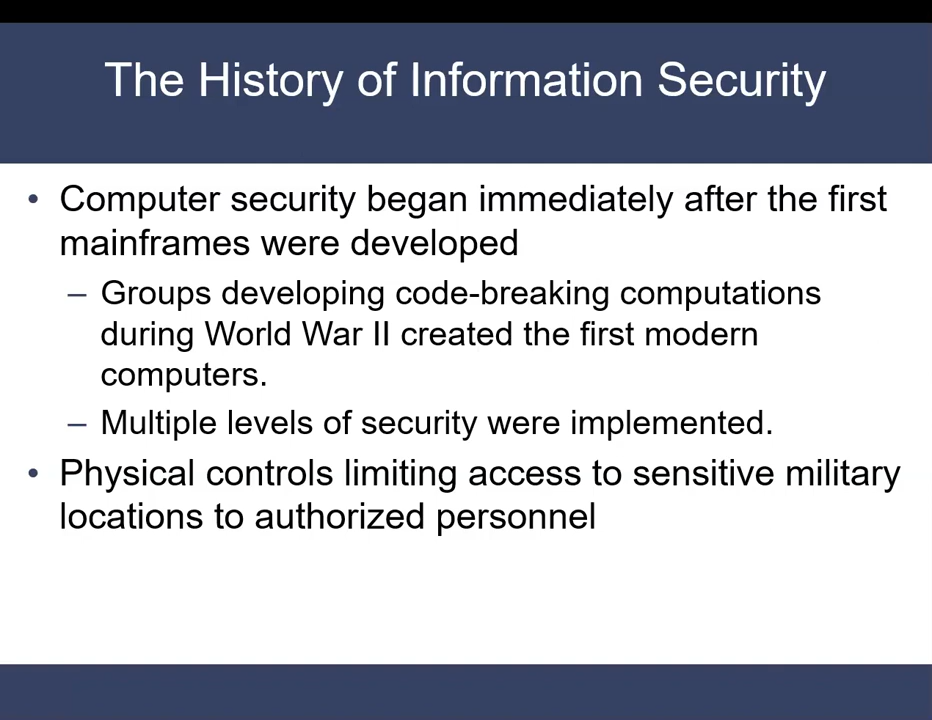 The History of Information Security
• Computer security began immediately after the first
mainframes were developed
– Groups developing code-breaking computations
during World War II created the first modern
computers.
– Multiple levels of security were implemented.
• Physical controls limiting access to sensitive military
locations to authorized personnel